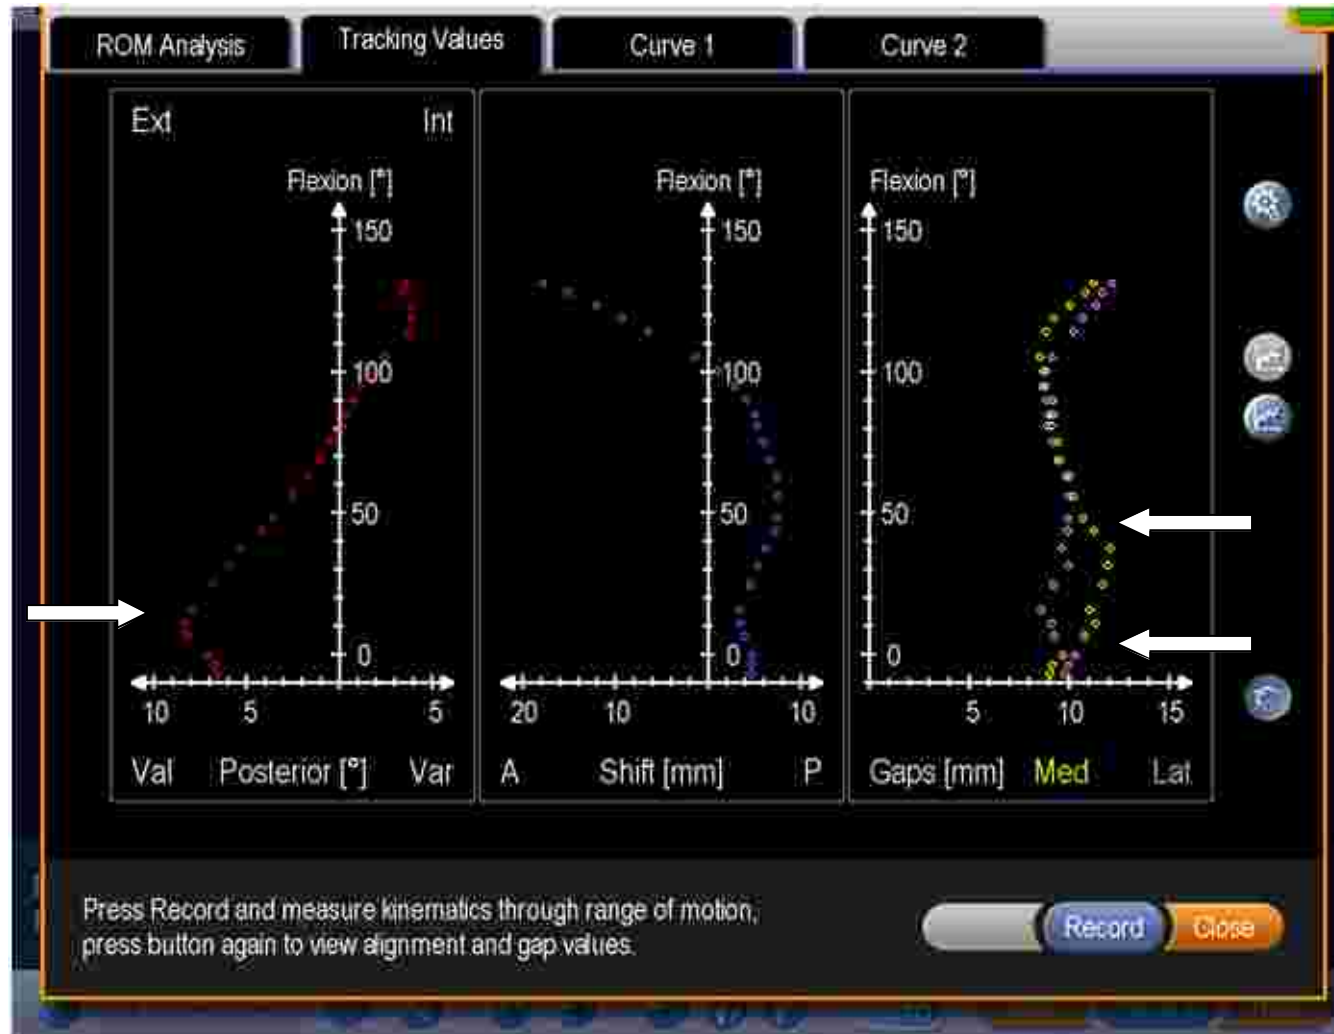 ROM Analysis
Tracking Values
Curve 1
Curve 2
Ext Int
Flexion [°]
150
100
50
0
10 5 5
Val Posterior [°] Var
Flexion [°]
150
100
50
0
20 10 10
A Shift [mm] P
Flexion [°]
150
100
50
0
5 10 15
Gaps [mm] Med Lat
Press Record and measure kinematics through range of motion,
press button again to view alignment and gap values.
Record
Close